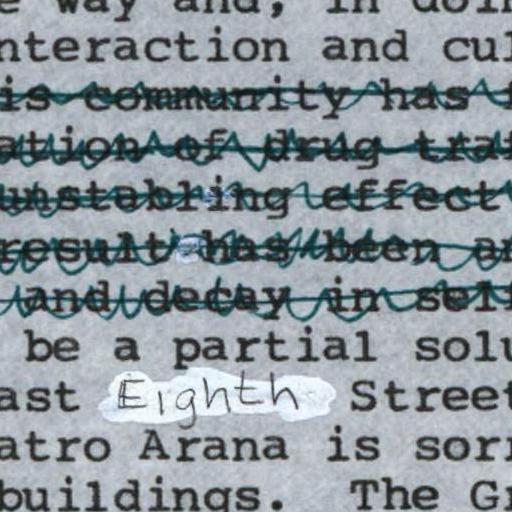 e way and, in doin
nteraction and cul
is community has
ation of drug traf
unstabling effect
result has been an
and decay in self
be a partial solu
ast Eighth Street
atro Arana is sorr
buildings. The Gr